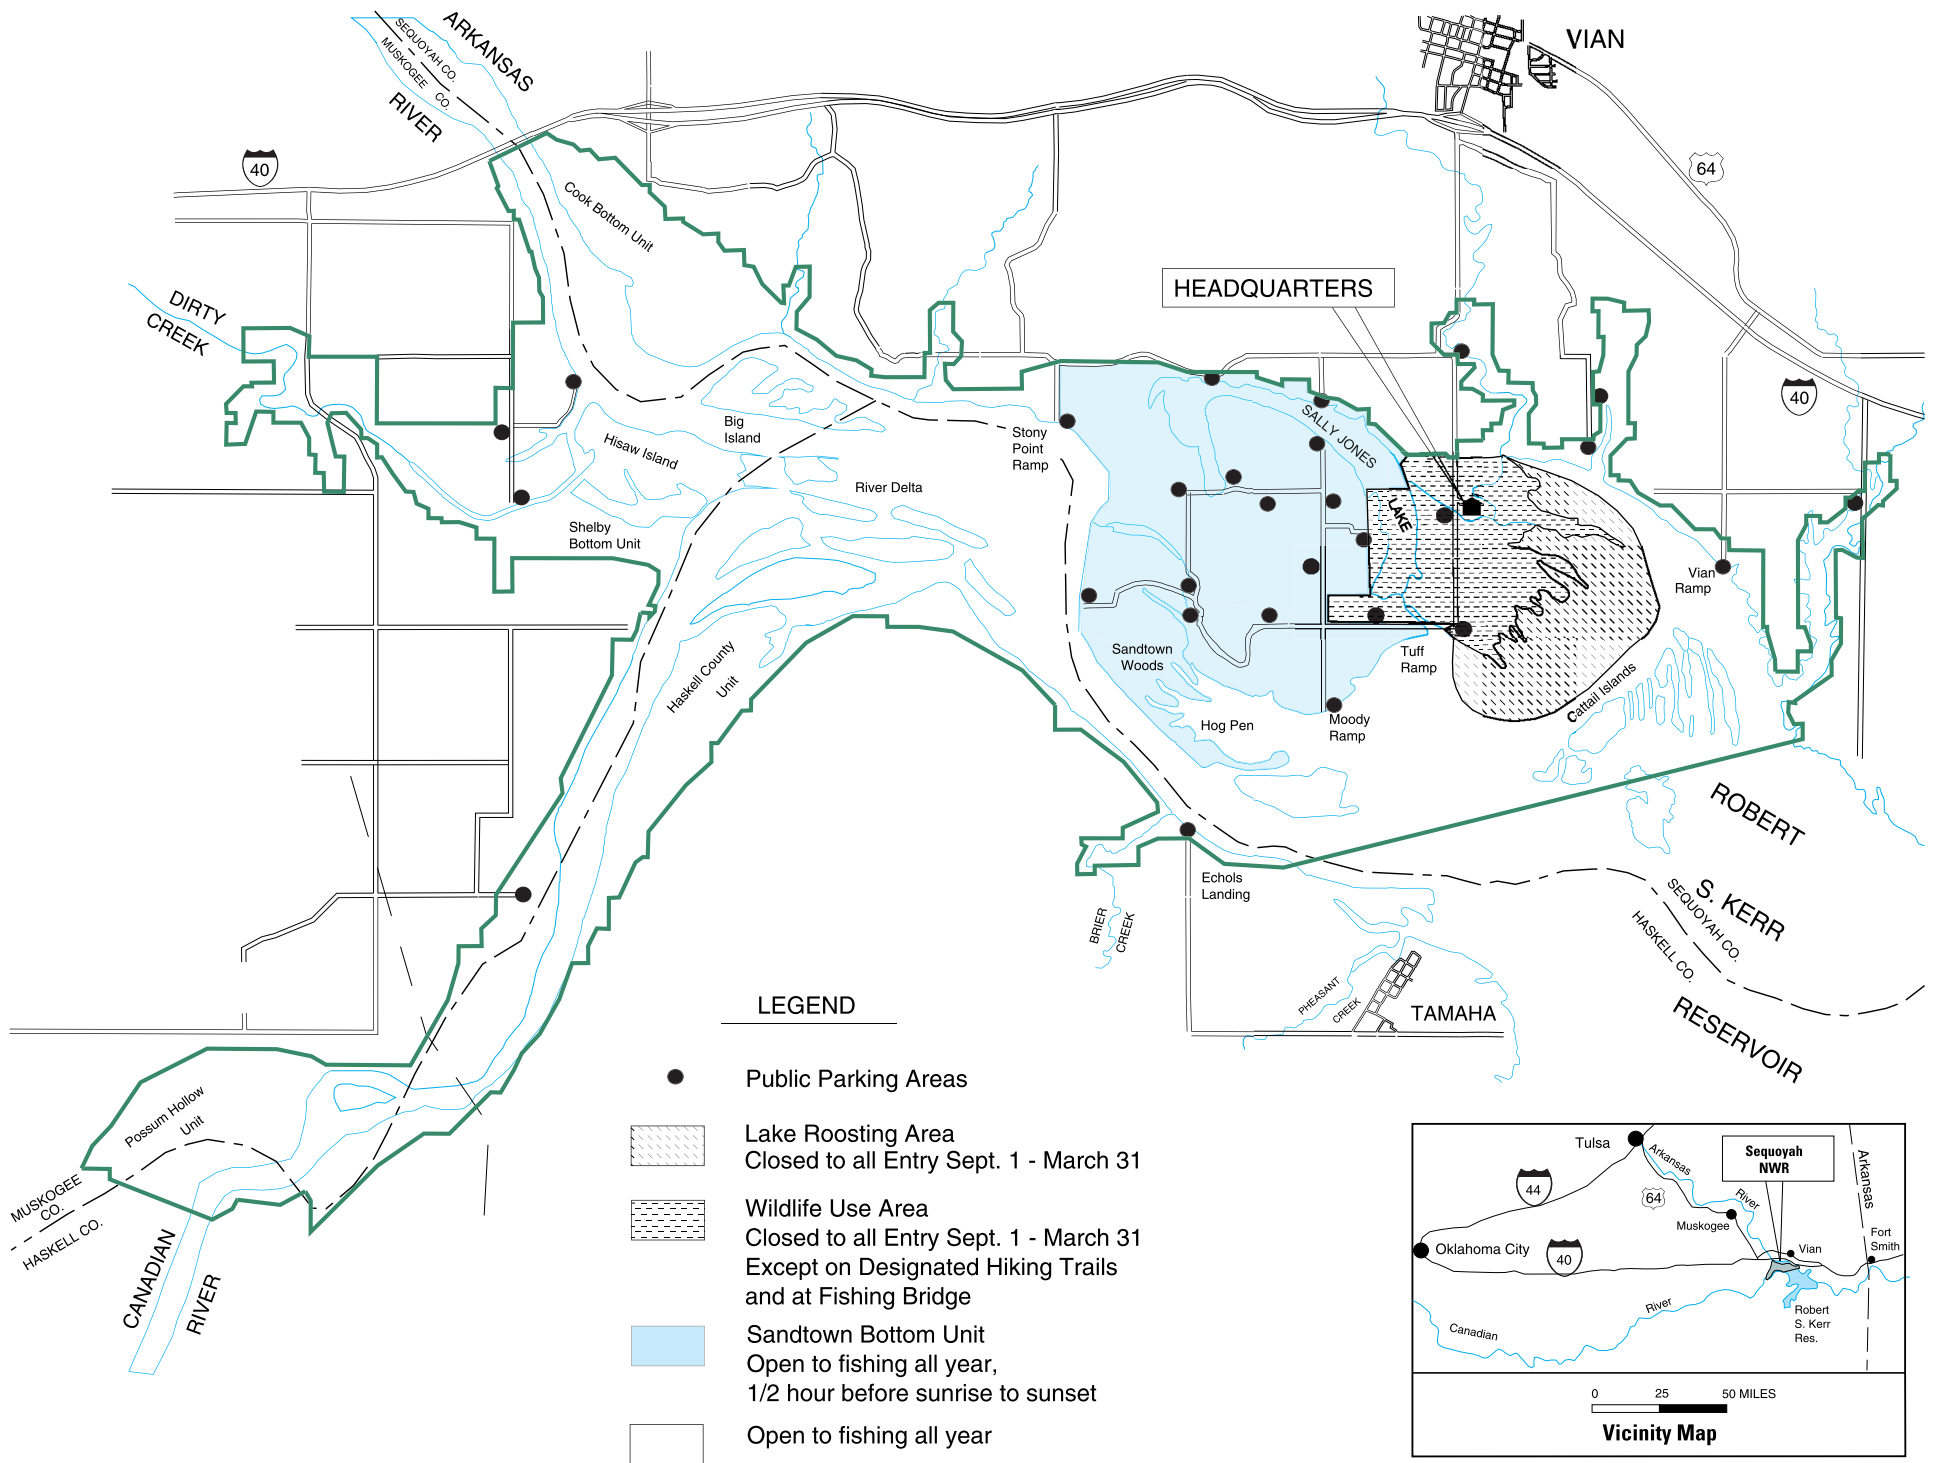 ARKANSAS
RIVER
SEQUOYAH CO.
MUSKOGEE CO.
VIAN
40
64
Cook Bottom Unit
DIRTY
CREEK
HEADQUARTERS
40
Big
Island
Hisaw Island
Stony
Point
Ramp
SALLY JONES
LAKE
River Delta
Shelby
Bottom Unit
Vian
Ramp
Haskell County
Unit
Sandtown
Woods
Tuff
Ramp
Cattail Islands
Hog Pen
Moody
Ramp
ROBERT
S. KERR
RESERVOIR
SEQUOYAH CO.
HASKELL CO.
Echols
Landing
BRIER
CREEK
PHEASANT
CREEK
TAMAHA
Possum Hollow
Unit
MUSKOGEE
CO.
HASKELL CO.
CANADIAN
RIVER
LEGEND
Public Parking Areas
Lake Roosting Area
Closed to all Entry Sept. 1 - March 31
Wildlife Use Area
Closed to all Entry Sept. 1 - March 31
Except on Designated Hiking Trails
and at Fishing Bridge
Sandtown Bottom Unit
Open to fishing all year,
1/2 hour before sunrise to sunset
Open to fishing all year
Tulsa
Arkansas
River
Sequoyah
NWR
Arkansas
44
64
Muskogee
Oklahoma City
40
Vian
Fort
Smith
River
Canadian
Robert
S. Kerr
Res.
0 25 50 MILES
Vicinity Map